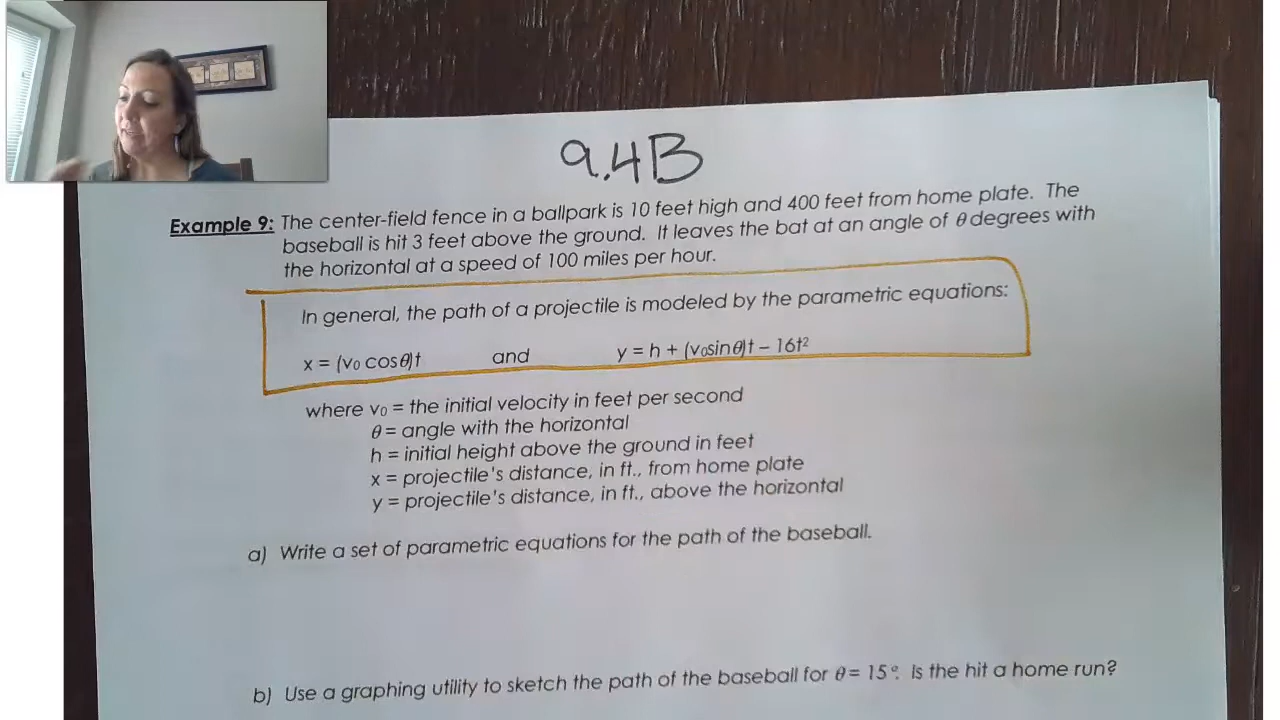 9.4B
Example 9: The center-field fence in a ballpark is 10 feet high and 400 feet from home plate. The
baseball is hit 3 feet above the ground. It leaves the bat at an angle of θ degrees with
the horizontal at a speed of 100 miles per hour.
In general, the path of a projectile is modeled by the parametric equations:
x = (v₀ cosθ)t and y = h + (v₀sinθ)t – 16t²
where v₀ = the initial velocity in feet per second
θ = angle with the horizontal
h = initial height above the ground in feet
x = projectile's distance, in ft., from home plate
y = projectile's distance, in ft., above the horizontal
a) Write a set of parametric equations for the path of the baseball.
b) Use a graphing utility to sketch the path of the baseball for θ = 15°. Is the hit a home run?